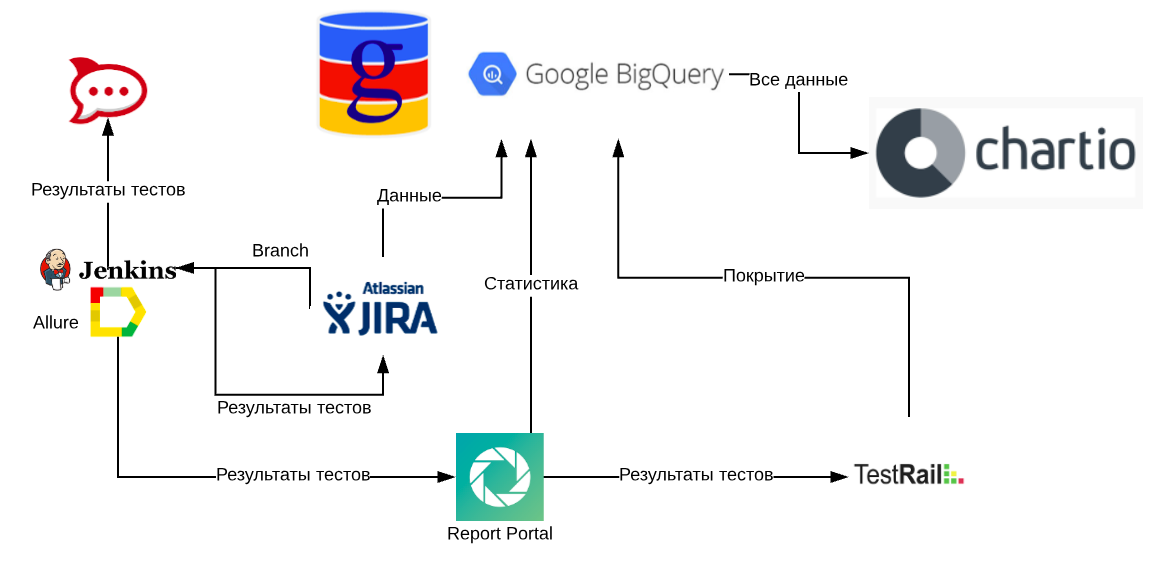 g
Google BigQuery
Все данные
chartio
Результаты тестов
Данные
Branch
Jenkins
Статистика
Покрытие
Atlassian
JIRA
Allure
Результаты тестов
Результаты тестов
Результаты тестов
TestRail
Report Portal